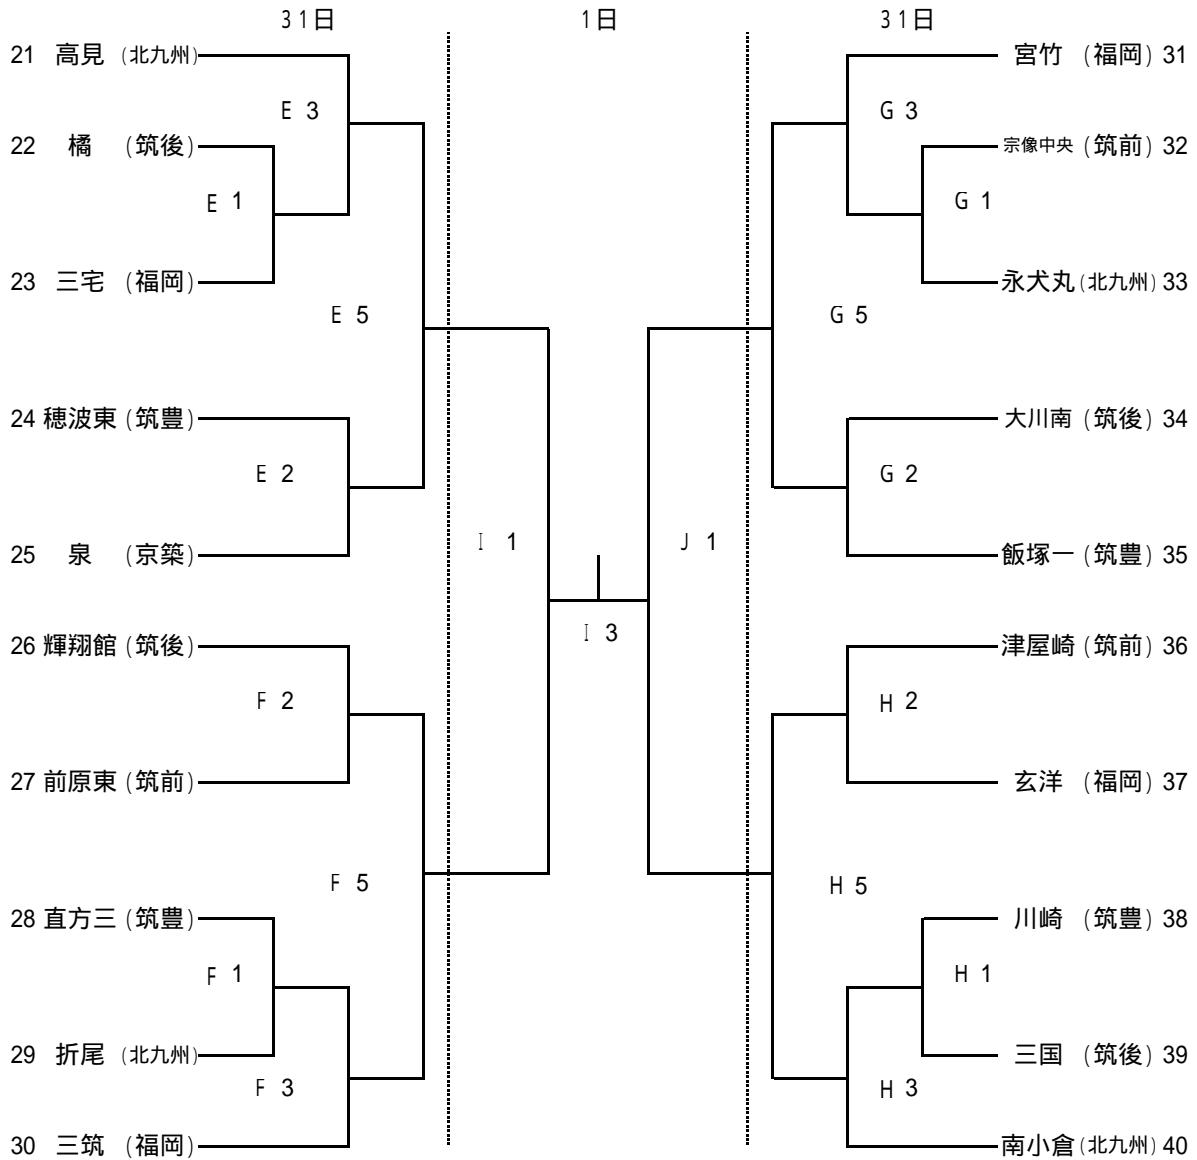 31日 1日 31日
21 高見 (北九州) 宮竹 (福岡) 31
E 3 G 3
22 橘 (筑後) 宗像中央 (筑前) 32
E 1 G 1
23 三宅 (福岡) 永犬丸 (北九州) 33
E 5 G 5
24 穂波東 (筑豊) 大川南 (筑後) 34
E 2 G 2
I 1 J 1
25 泉 (京築) 飯塚一 (筑豊) 35
I 3
26 輝翔館 (筑後) 津屋崎 (筑前) 36
F 2 H 2
27 前原東 (筑前) 玄洋 (福岡) 37
F 5 H 5
28 直方三 (筑豊) 川崎 (筑豊) 38
F 1 H 1
29 折尾 (北九州) 三国 (筑後) 39
F 3 H 3
30 三筑 (福岡) 南小倉 (北九州) 40